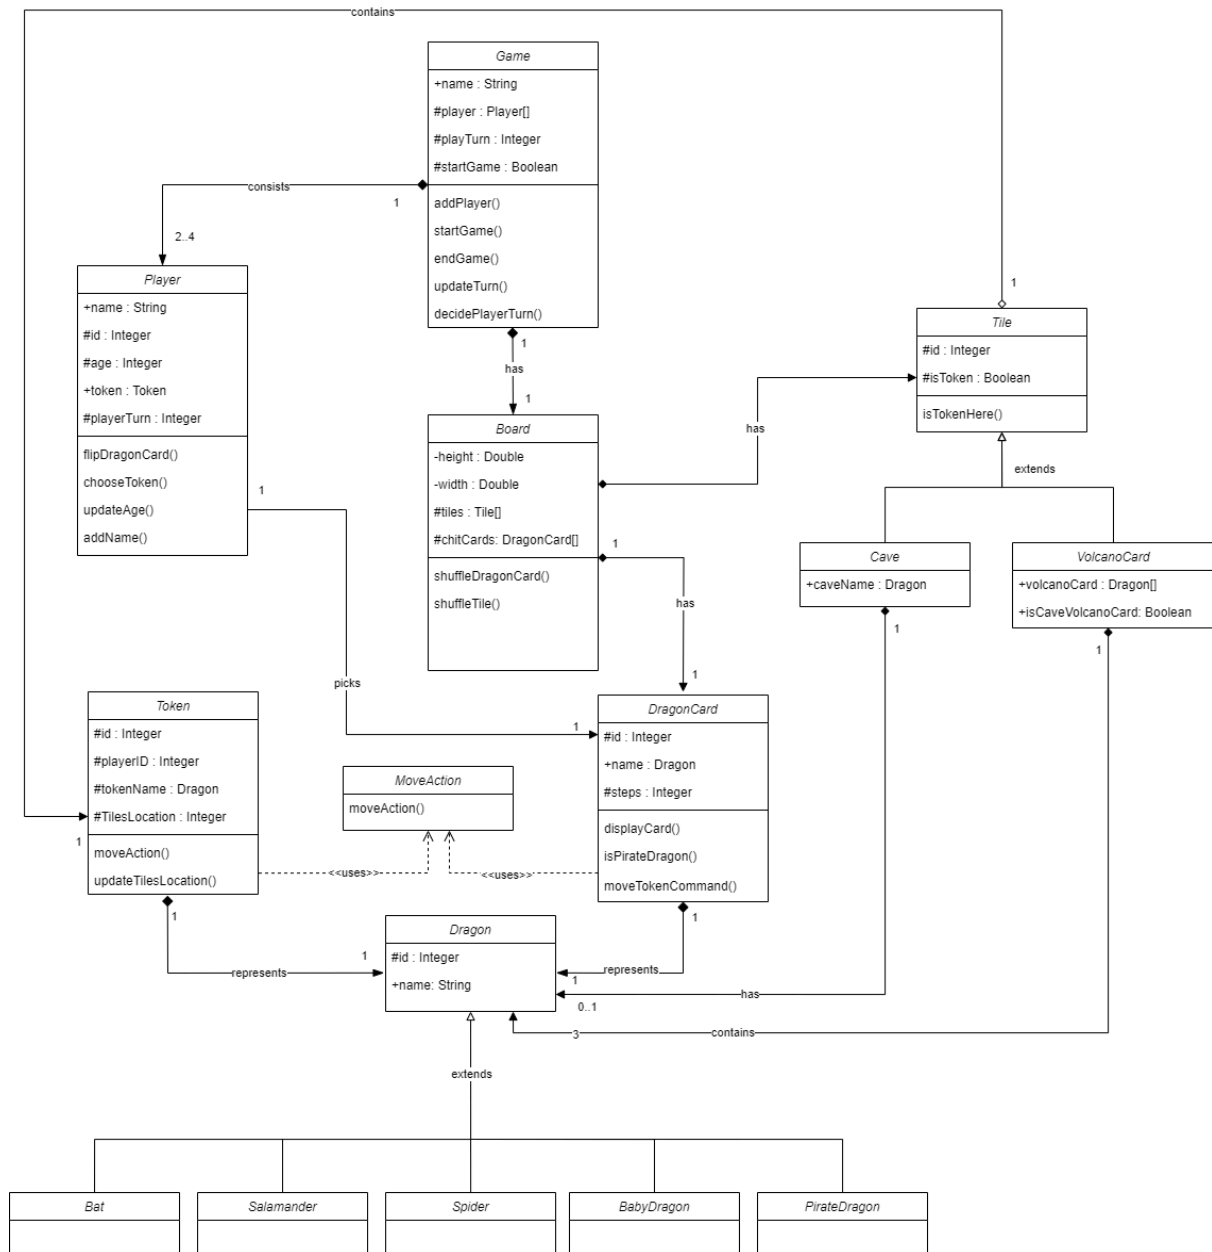 contains
Game
+name : String
#player : Player[]
#playTurn : Integer
#startGame : Boolean
addPlayer()
startGame()
endGame()
updateTurn()
decidePlayerTurn()
consists
1
2..4
Player
+name : String
#id : Integer
#age : Integer
+token : Token
#playerTurn : Integer
flipDragonCard()
chooseToken()
updateAge()
addName()
1
has
1
1
Tile
#id : Integer
#isToken : Boolean
isTokenHere()
Board
-height : Double
-width : Double
#tiles : Tile[]
#chitCards: DragonCard[]
shuffleDragonCard()
shuffleTile()
has
extends
1
picks
1
1
has
1
Cave
+caveName : Dragon
1
VolcanoCard
+volcanoCard : Dragon[]
+isCaveVolcanoCard: Boolean
1
Token
#id : Integer
#playerID : Integer
#tokenName : Dragon
#TilesLocation : Integer
moveAction()
updateTilesLocation()
1
1
MoveAction
moveAction()
<<uses>>
<<uses>>
DragonCard
#id : Integer
+name : Dragon
#steps : Integer
displayCard()
isPirateDragon()
moveTokenCommand()
1
Dragon
#id : Integer
+name: String
represents
1
represents
1
has
0..1
contains
3
extends
Bat
Salamander
Spider
BabyDragon
PirateDragon